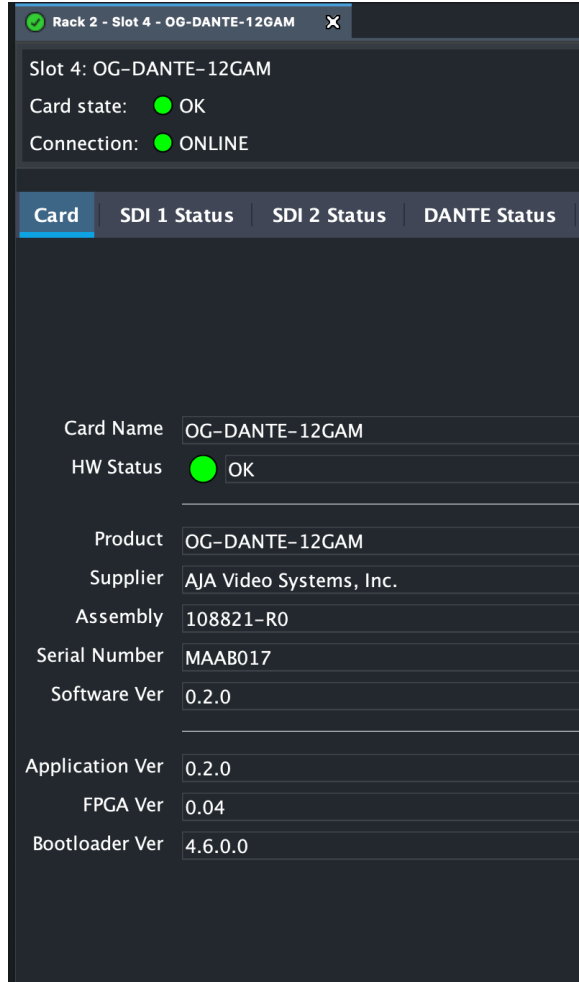 Rack 2 - Slot 4 - OG-DANTE-12GAM
Slot 4: OG-DANTE-12GAM
Card state: OK
Connection: ONLINE
Card SDI 1 Status SDI 2 Status DANTE Status
Card Name OG-DANTE-12GAM
HW Status OK
Product OG-DANTE-12GAM
Supplier AJA Video Systems, Inc.
Assembly 108821-R0
Serial Number MAAB017
Software Ver 0.2.0
Application Ver 0.2.0
FPGA Ver 0.04
Bootloader Ver 4.6.0.0